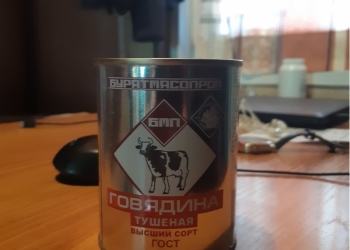 БУРЯТМЯСОПРОМ
БМП
ГОВЯДИНА
ТУШЕНАЯ
ВЫСШИЙ СОРТ
ГОСТ